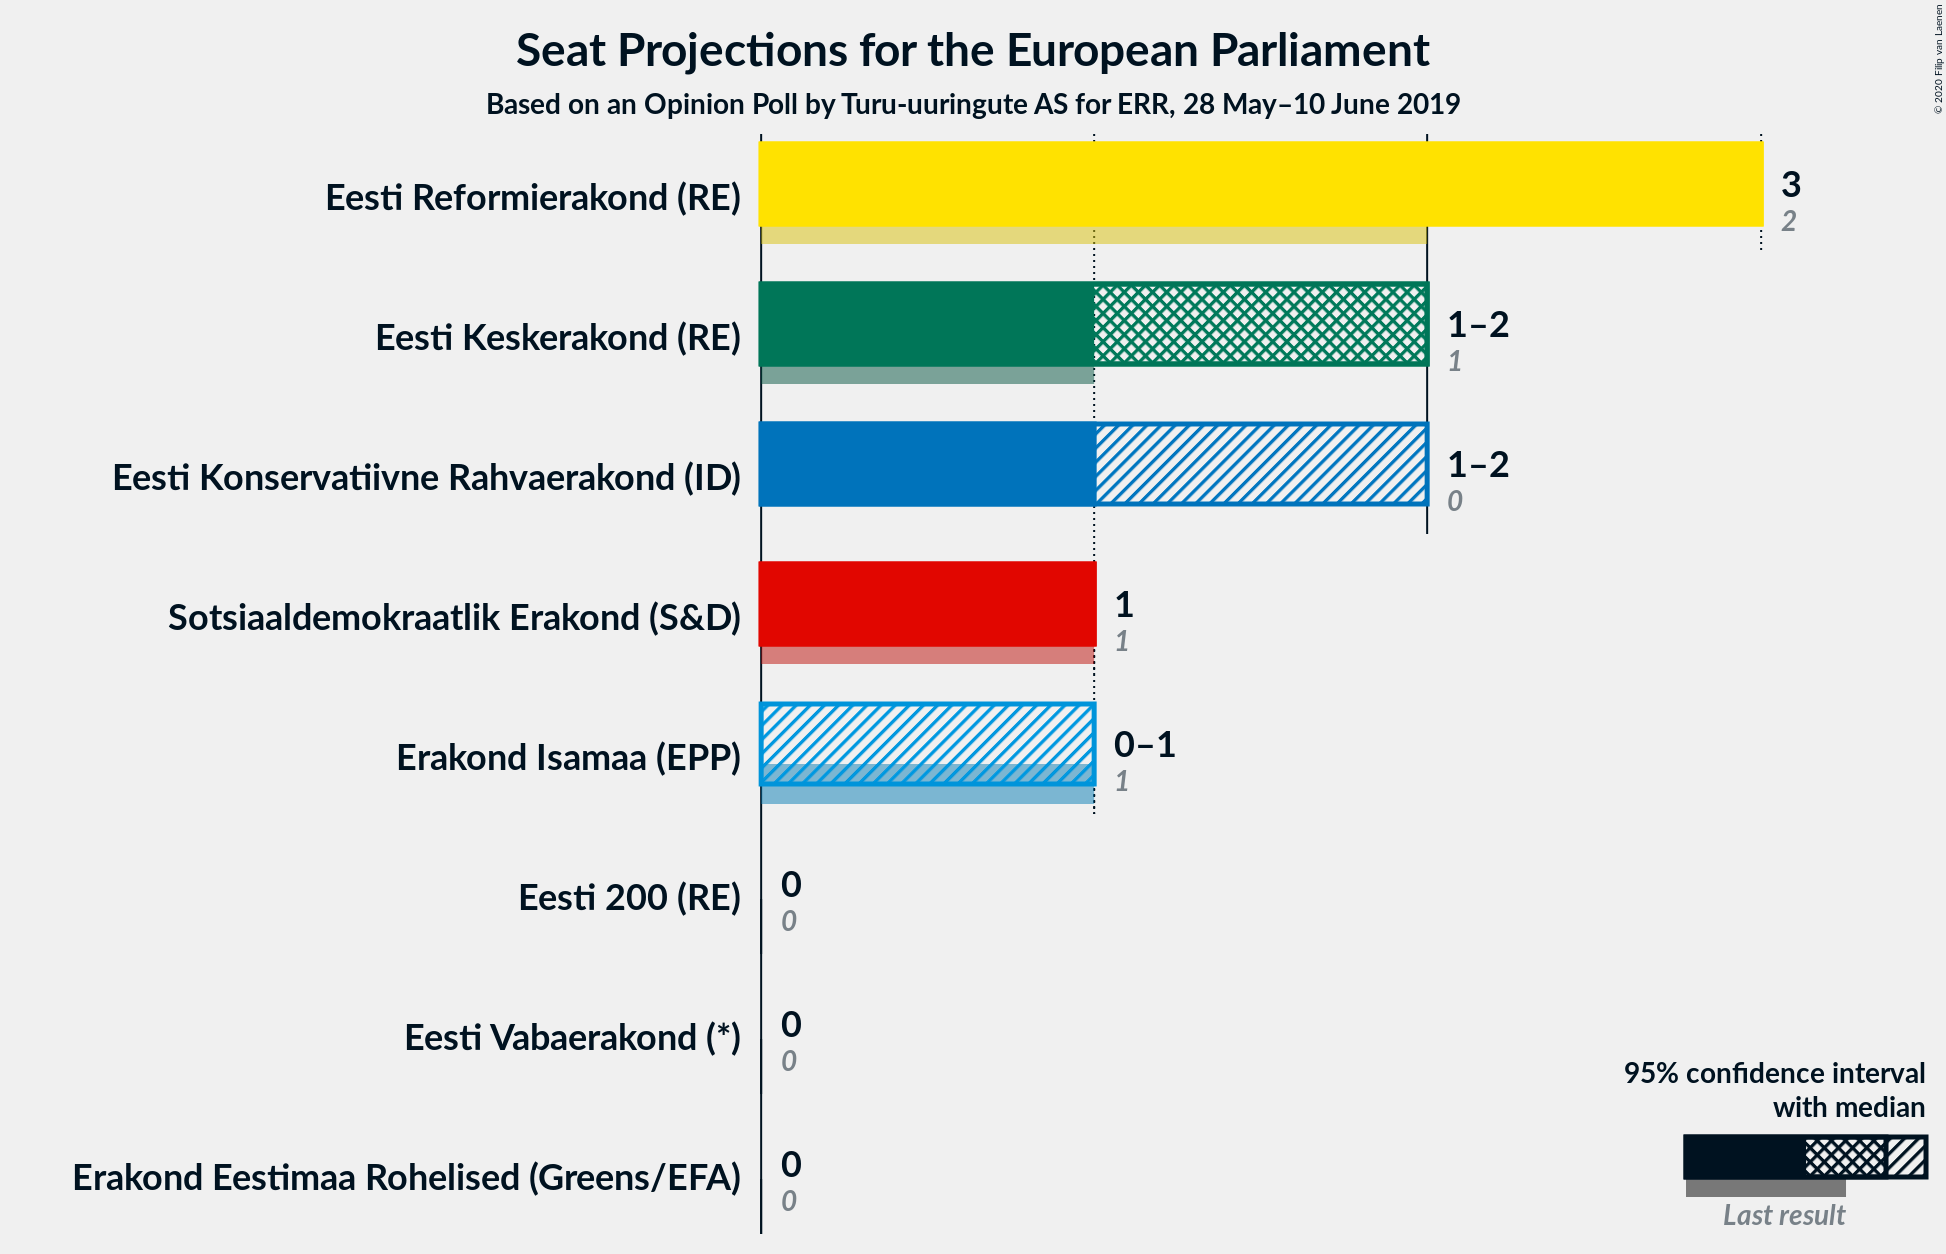 Seat Projections for the European Parliament
Based on an Opinion Poll by Turu-uuringute AS for ERR, 28 May–10 June 2019
© 2020 Filip van Laenen
Eesti Reformierakond (RE)
3
2
Eesti Keskerakond (RE)
1–2
1
Eesti Konservatiivne Rahvaerakond (ID)
1–2
0
Sotsiaaldemokraatlik Erakond (S&D)
1
1
Erakond Isamaa (EPP)
0–1
1
Eesti 200 (RE)
0
0
Eesti Vabaerakond (*)
0
0
Erakond Eestimaa Rohelised (Greens/EFA)
0
0
95% confidence interval
with median
Last result